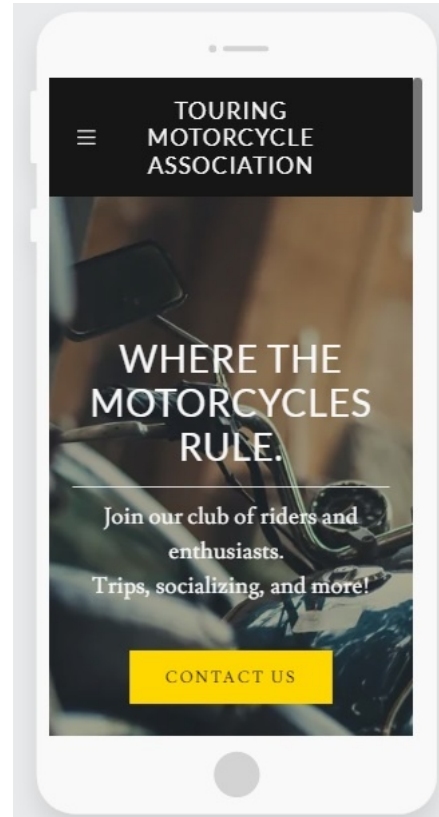 TOURING
MOTORCYCLE
ASSOCIATION
WHERE THE
MOTORCYCLES
RULE.
Join our club of riders and
enthusiasts.
Trips, socializing, and more!
CONTACT US